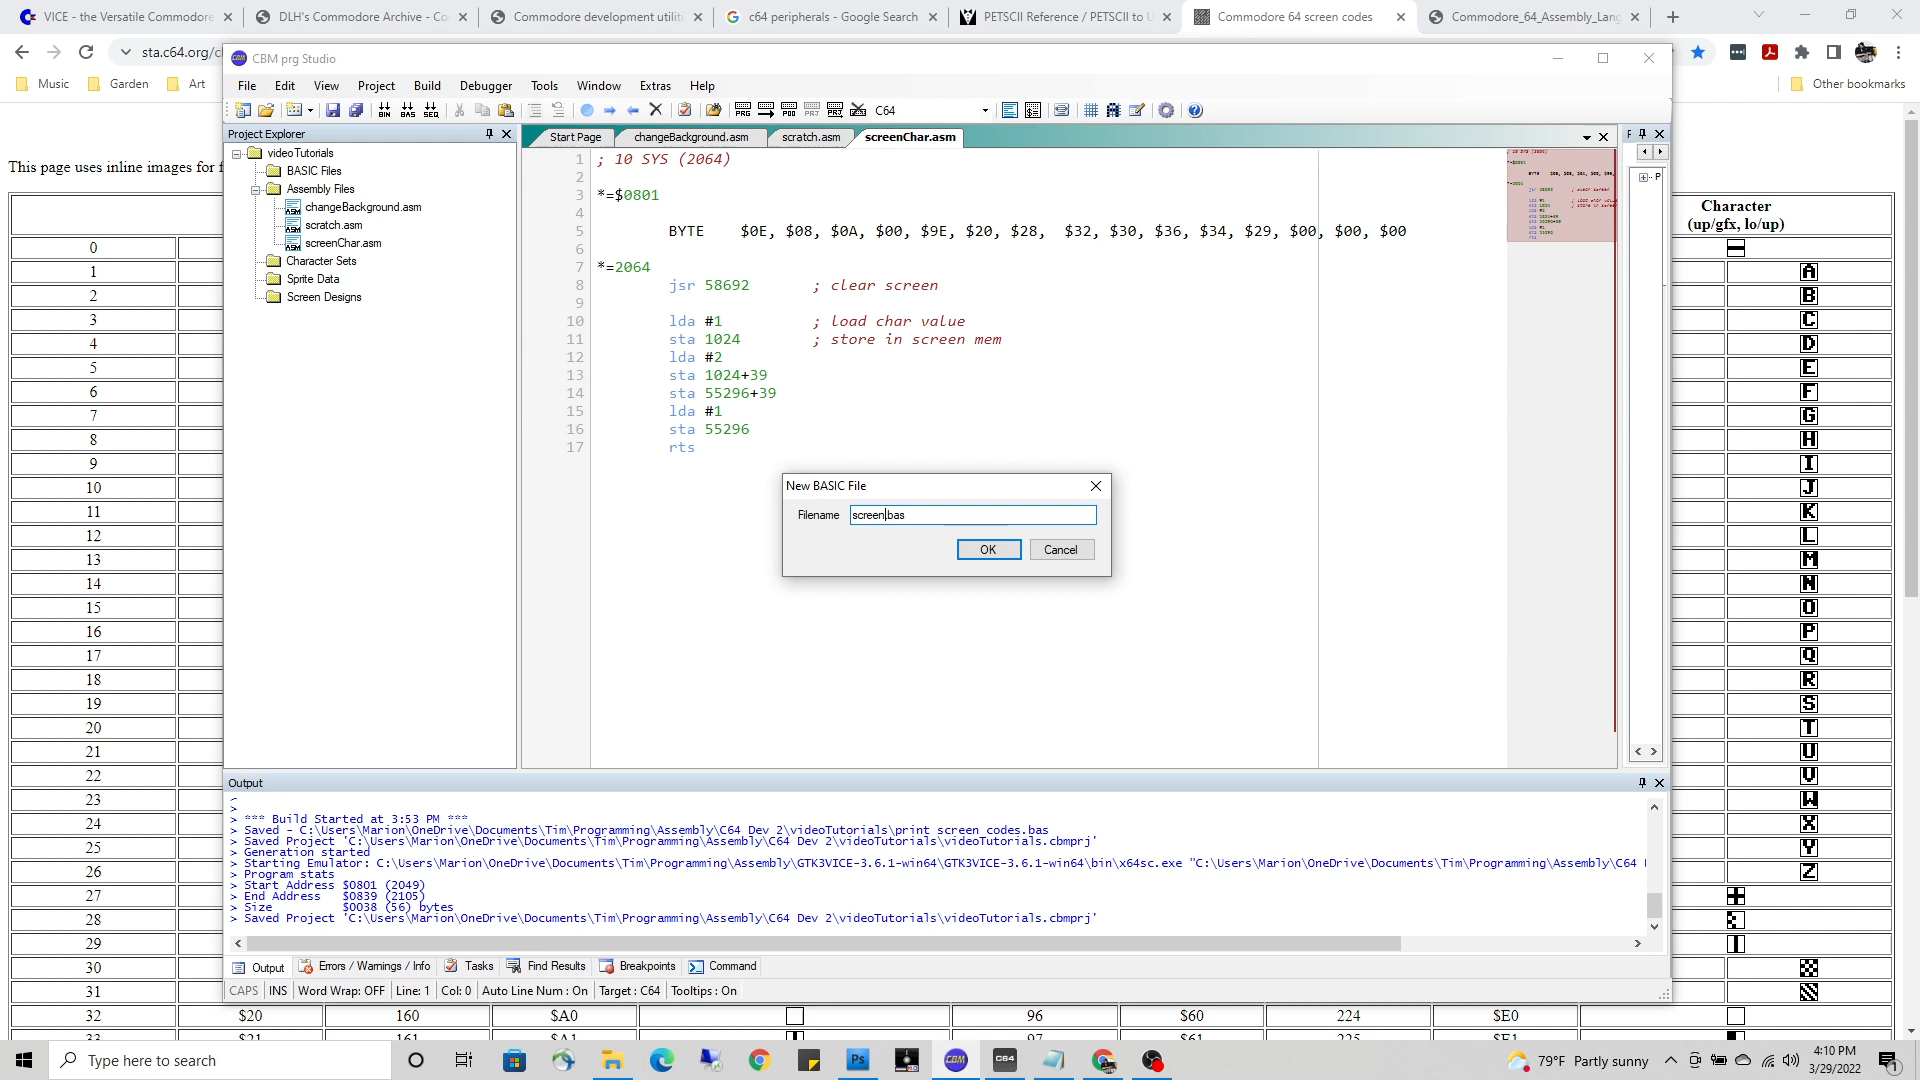 VICE - the Versatile Commodore
DLH's Commodore Archive - Co
Commodore development utiliti
c64 peripherals - Google Search
PETSCII Reference / PETSCII to U
Commodore 64 screen codes
Commodore_64_Assembly_Lang
sta.c64.org/c
CBM prg Studio
Music
Garden
Art
Other bookmarks
File Edit View Project Build Debugger Tools Window Extras Help
C64
Project Explorer
Start Page
changeBackground.asm
scratch.asm
screenChar.asm
This page uses inline images for f
videoTutorials
BASIC Files
Assembly Files
changeBackground.asm
scratch.asm
screenChar.asm
Character Sets
Sprite Data
Screen Designs
1 ; 10 SYS (2064)
2
3 *=$0801
4
5 BYTE $0E, $08, $0A, $00, $9E, $20, $28, $32, $30, $36, $34, $29, $00, $00, $00
6
7 *=2064
8 jsr 58692 ; clear screen
9
10 lda #1 ; load char value
11 sta 1024 ; store in screen mem
12 lda #2
13 sta 1024+39
14 sta 55296+39
15 lda #1
16 sta 55296
17 rts
New BASIC File
Filename screen.bas
OK Cancel
Character
(up/gfx, lo/up)
0
1 A
2 B
3 C
4 D
5 E
6 F
7 G
8 H
9 I
10 J
11 K
12 L
13 M
14 N
15 O
16 P
17 Q
18 R
19 S
20 T
21 U
22 V
23 W
24 X
25 Y
26 Z
27
28
29
30
31
32 $20 160 $A0 96 $60 224 $E0
33 $21 161 $A1 97 $61 225 $E1
Output
>
> *** Build Started at 3:53 PM ***
> Saved - C:\Users\Marion\OneDrive\Documents\Tim\Programming\Assembly\C64 Dev 2\videoTutorials\print screen codes.bas
> Saved Project 'C:\Users\Marion\OneDrive\Documents\Tim\Programming\Assembly\C64 Dev 2\videoTutorials\videoTutorials.cbmprj'
> Generation started
> Starting Emulator: C:\Users\Marion\OneDrive\Documents\Tim\Programming\Assembly\GTK3VICE-3.6.1-win64\GTK3VICE-3.6.1-win64\bin\x64sc.exe "C:\Users\Marion\OneDrive\Documents\Tim\Programming\Assembly\C64
> Program stats
> Start Address $0801 (2049)
> End Address $0839 (2105)
> Size $0038 (56) bytes
> Saved Project 'C:\Users\Marion\OneDrive\Documents\Tim\Programming\Assembly\C64 Dev 2\videoTutorials\videoTutorials.cbmprj'
Output Errors / Warnings / Info Tasks Find Results Breakpoints Command
CAPS INS Word Wrap: OFF Line: 1 Col: 0 Auto Line Num : On Target : C64 Tooltips : On
Type here to search
Ps
CBM
C64
79°F Partly sunny
4:10 PM
3/29/2022
1